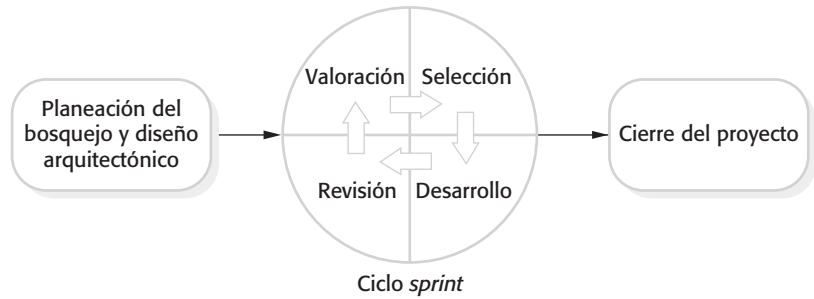 Planeación del
bosquejo y diseño
arquitectónico
Valoración
Selección
Revisión
Desarrollo
Cierre del proyecto
Ciclo sprint